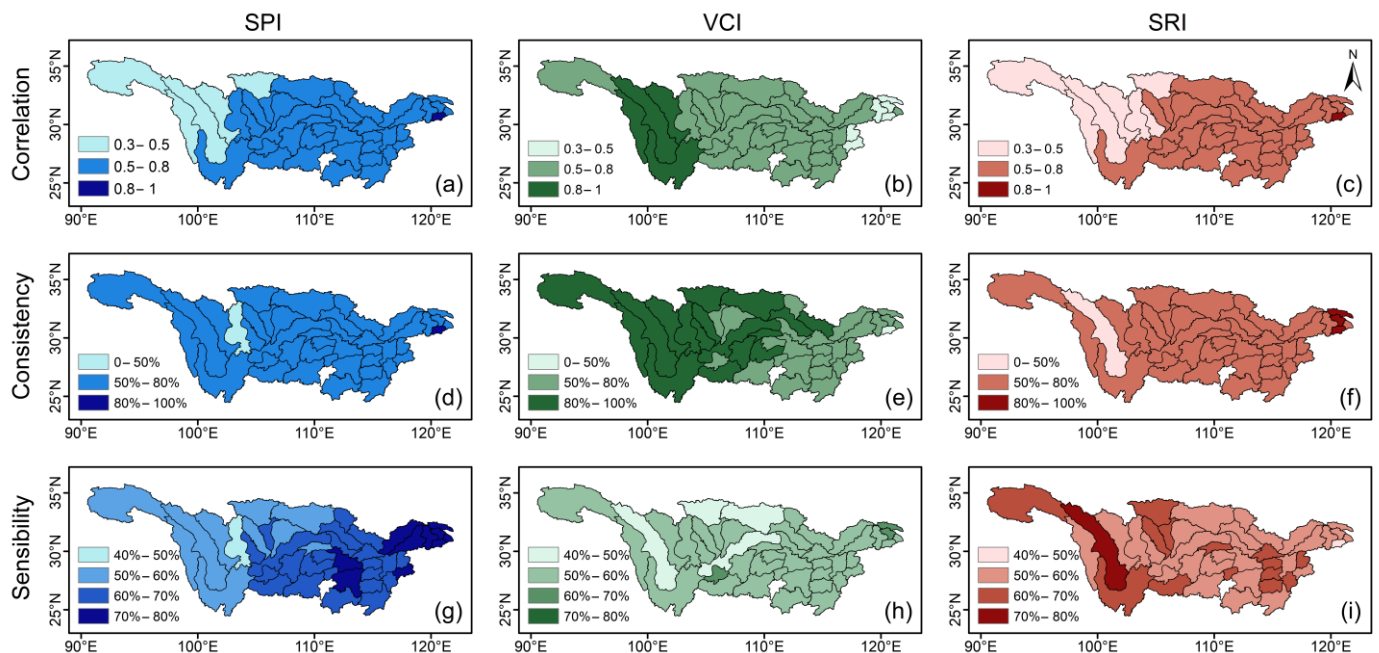 SPI
VCI
SRI
Correlation
35°N
30°N
25°N
0.3– 0.5
0.5– 0.8
0.8– 1
(a)
90°E
100°E
110°E
120°E
35°N
30°N
25°N
0.3– 0.5
0.5– 0.8
0.8– 1
(b)
90°E
100°E
110°E
120°E
35°N
30°N
25°N
0.3– 0.5
0.5– 0.8
0.8– 1
N
(c)
90°E
100°E
110°E
120°E
Consistency
35°N
30°N
25°N
0– 50%
50%– 80%
80%– 100%
(d)
90°E
100°E
110°E
120°E
35°N
30°N
25°N
0– 50%
50%– 80%
80%– 100%
(e)
90°E
100°E
110°E
120°E
35°N
30°N
25°N
0– 50%
50%– 80%
80%– 100%
(f)
90°E
100°E
110°E
120°E
Sensibility
35°N
30°N
25°N
40%– 50%
50%– 60%
60%– 70%
70%– 80%
(g)
90°E
100°E
110°E
120°E
35°N
30°N
25°N
40%– 50%
50%– 60%
60%– 70%
70%– 80%
(h)
90°E
100°E
110°E
120°E
35°N
30°N
25°N
40%– 50%
50%– 60%
60%– 70%
70%– 80%
(i)
90°E
100°E
110°E
120°E